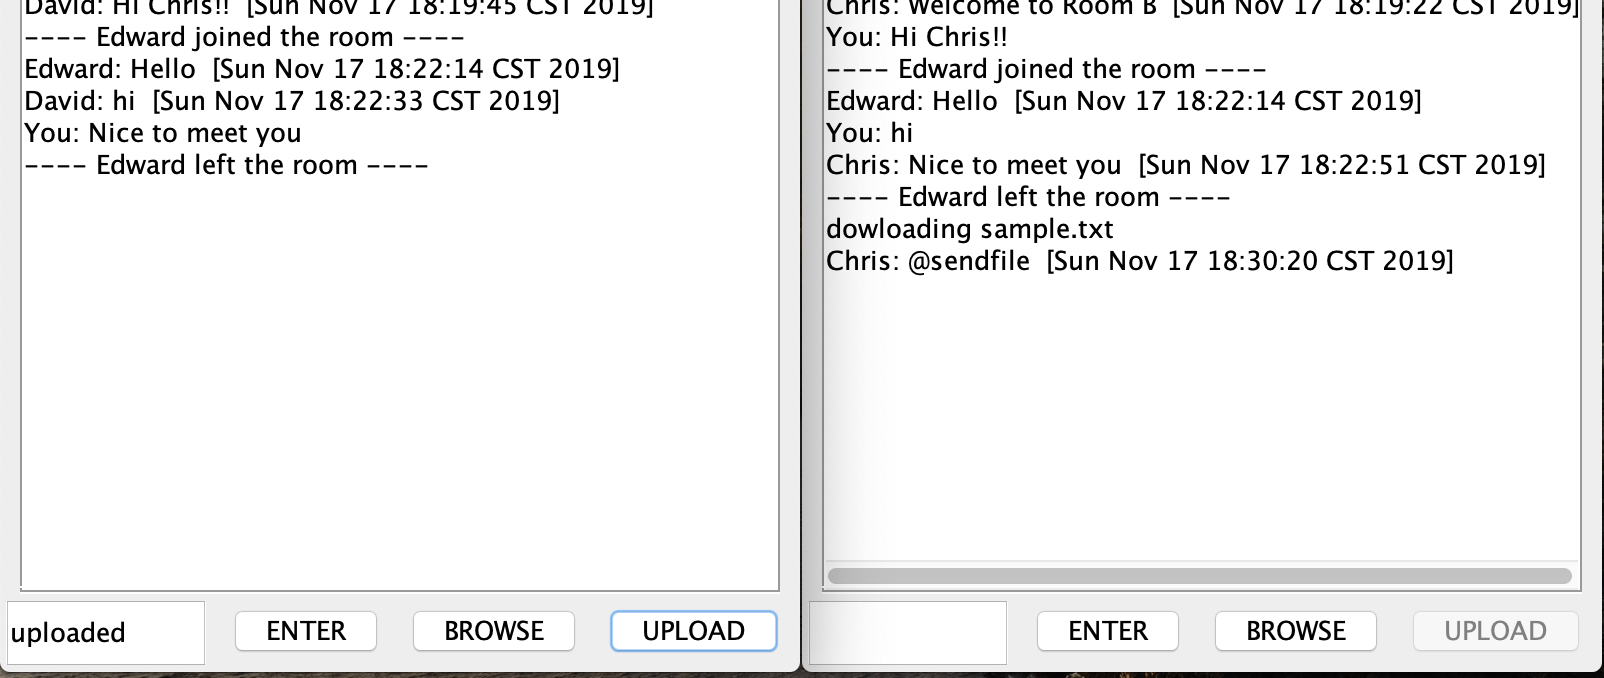 David: Hi Chris!! [Sun Nov 17 18:19:45 CST 2019]
---- Edward joined the room ----
Edward: Hello [Sun Nov 17 18:22:14 CST 2019]
David: hi [Sun Nov 17 18:22:33 CST 2019]
You: Nice to meet you
---- Edward left the room ----
uploaded
ENTER
BROWSE
UPLOAD
Chris: Welcome to Room B [Sun Nov 17 18:19:22 CST 2019]
You: Hi Chris!!
---- Edward joined the room ----
Edward: Hello [Sun Nov 17 18:22:14 CST 2019]
You: hi
Chris: Nice to meet you [Sun Nov 17 18:22:51 CST 2019]
---- Edward left the room ----
dowloading sample.txt
Chris: @sendfile [Sun Nov 17 18:30:20 CST 2019]
ENTER
BROWSE
UPLOAD